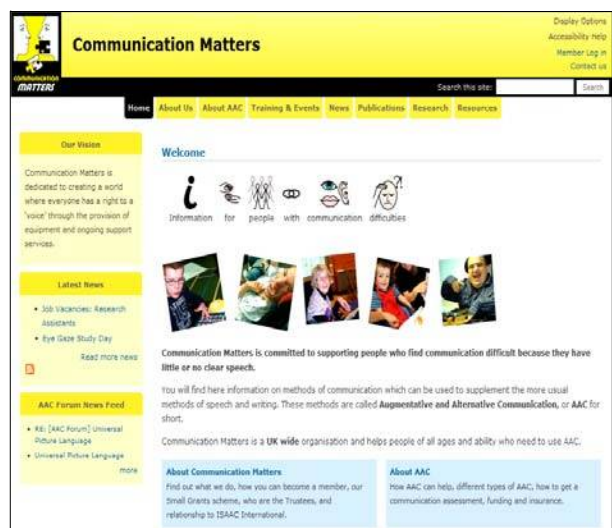 Communication Matters
COMMUNICATION
MATTERS
Display Options
Accessibility Help
Member Log in
Contact us
Search this site:
Search
Home About Us About AAC Training & Events News Publications Research Resources
Our Vision
Communication Matters is
dedicated to creating a world
where everyone has a right to a
'voice' through the provision of
equipment and ongoing support
services.
Latest News
Job Vacancies: Research
Assistants
Eye Gaze Study Day
Read more news
AAC Forum News Feed
RE: [AAC Forum] Universal
Picture Language
Universal Picture Language
more
Welcome
Information for people with communication difficulties
Communication Matters is committed to supporting people who find communication difficult because they have
little or no clear speech.
You will find here information on methods of communication which can be used to supplement the more usual
methods of speech and writing. These methods are called Augmentative and Alternative Communication, or AAC for
short.
Communication Matters is a UK wide organisation and helps people of all ages and ability who need to use AAC.
About Communication Matters
Find out what we do, how you can become a member, our
Small Grants scheme, who are the Trustees, and
relationship to ISAAC International.
About AAC
How AAC can help, different types of AAC, how to get a
communication assessment, funding and insurance.